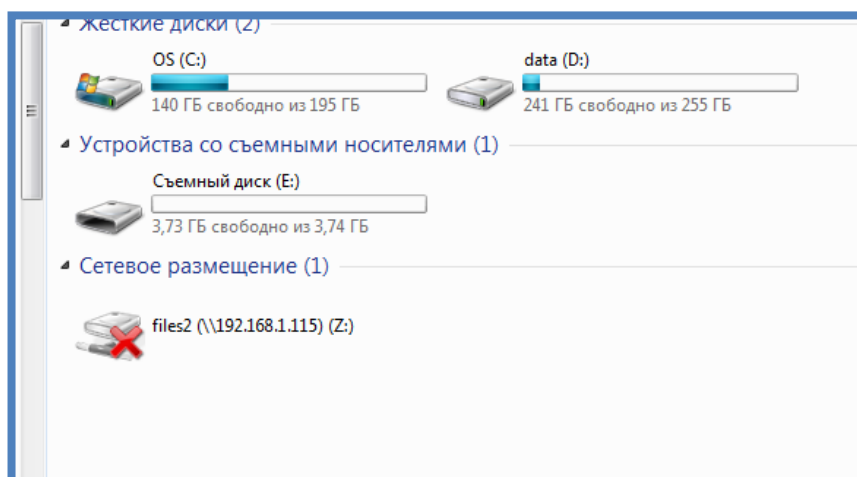 Жесткие диски (2)
OS (C:)
140 ГБ свободно из 195 ГБ
data (D:)
241 ГБ свободно из 255 ГБ
Устройства со съемными носителями (1)
Съемный диск (E:)
3,73 ГБ свободно из 3,74 ГБ
Сетевое размещение (1)
files2 (\\192.168.1.115) (Z:)